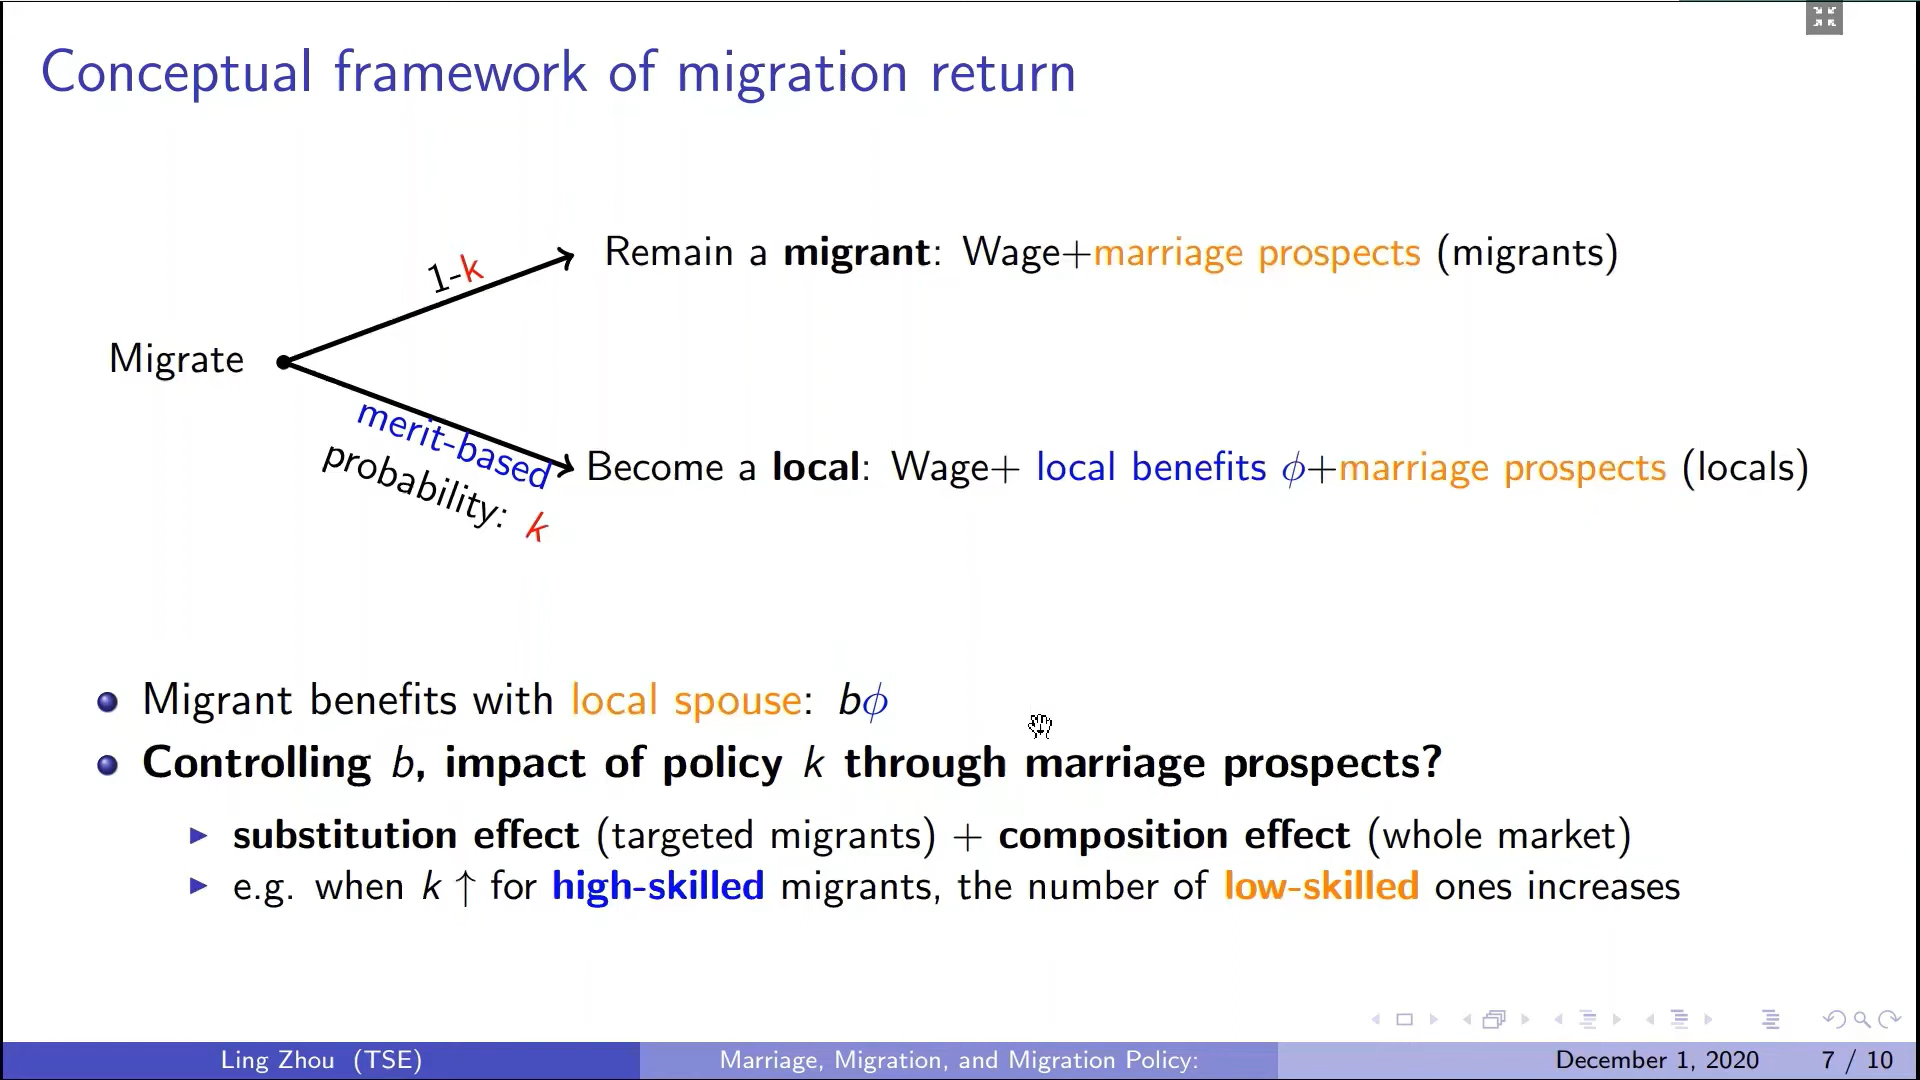 Conceptual framework of migration return
1-k
Remain a migrant: Wage+marriage prospects (migrants)
Migrate
merit-based
probability: k
Become a local: Wage+ local benefits ϕ+marriage prospects (locals)
Migrant benefits with local spouse: bϕ
Controlling b, impact of policy k through marriage prospects?
substitution effect (targeted migrants) + composition effect (whole market)
e.g. when k ↑ for high-skilled migrants, the number of low-skilled ones increases
Ling Zhou (TSE) Marriage, Migration, and Migration Policy: December 1, 2020 7 / 10